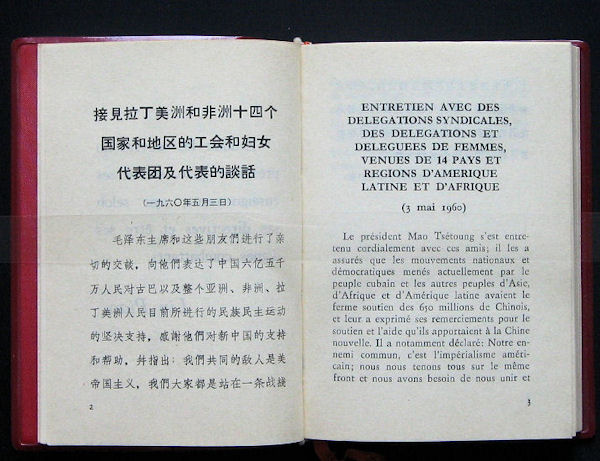 接見拉丁美洲和非洲十四个
国家和地区的工会和妇女
代表团及代表的談話
(一九六〇年五月三日)
毛泽东主席和这些朋友們进行了亲
切的交談，向他們表达了中国六亿五千
万人民对古巴以及整个亚洲、非洲、拉
丁美洲人民目前所进行的民族民主运动
的坚决支持，感謝他們对新中国的支持
和帮助，幷指出：我們共同的敌人是美
帝国主义，我們大家都是站在一条战綫
2
ENTRETIEN AVEC DES
DELEGATIONS SYNDICALES,
DES DELEGATIONS ET
DELEGUEES DE FEMMES,
VENUES DE 14 PAYS ET
REGIONS D'AMERIQUE
LATINE ET D'AFRIQUE
(3 mai 1960)
Le président Mao Tsétoung s'est entre-
tenu cordialement avec ces amis; il les a
assurés que les mouvements nationaux et
démocratiques menés actuellement par le
peuple cubain et les autres peuples d'Asie,
d'Afrique et d'Amérique latine avaient le
ferme soutien des 650 millions de Chinois,
et leur a exprimé ses remerciements pour le
soutien et l'aide qu'ils apportaient à la Chine
nouvelle. Il a notamment déclaré: Notre en-
nemi commun, c'est l'impérialisme améri-
cain; nous nous tenons tous sur le même
front et nous avons besoin de nous unir et
3